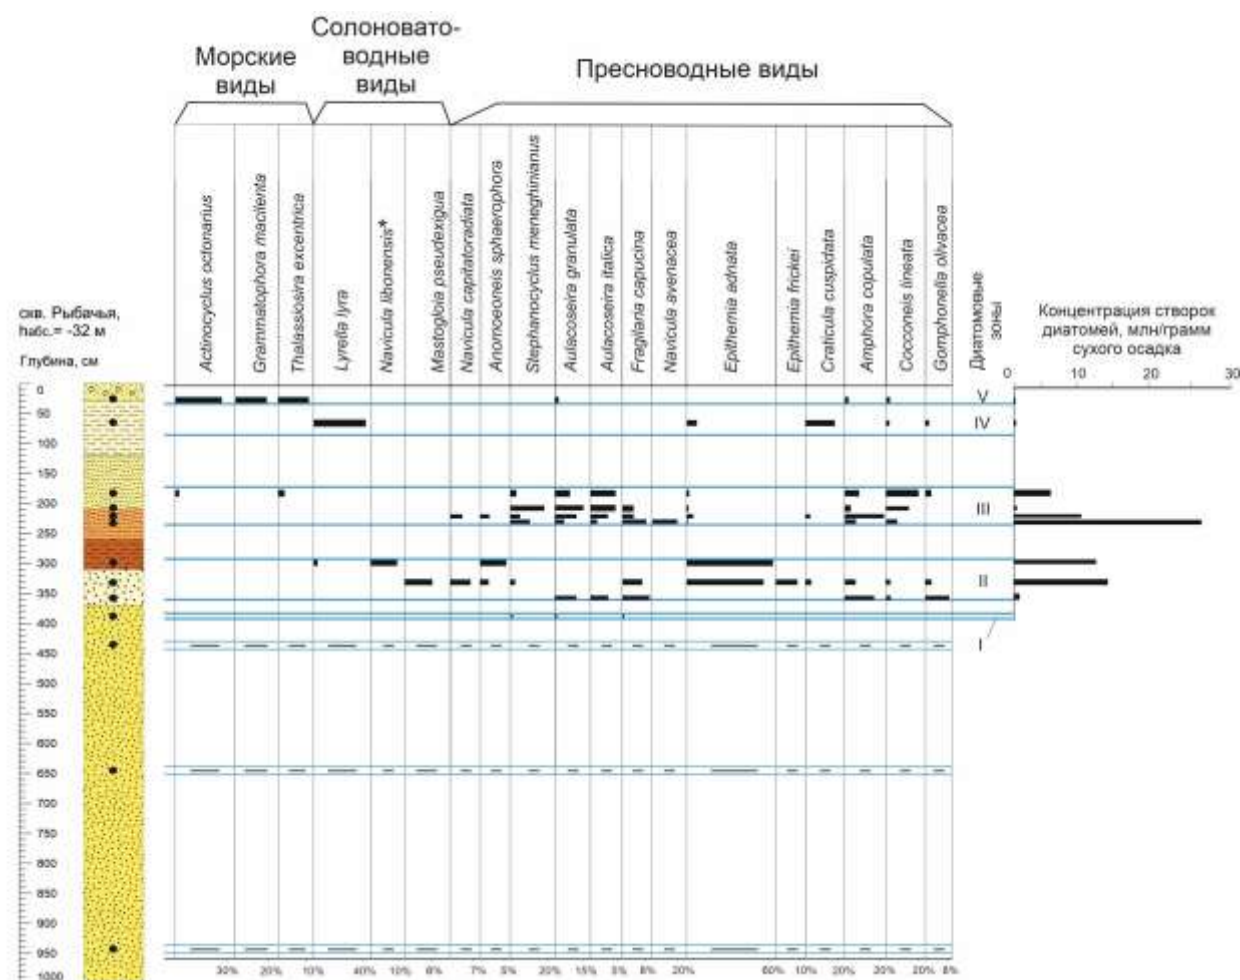 Солоновато-
водные
виды
Морские
виды
Пресноводные виды
Actinocyclus octonarius
Grammatophora macilenta
Thalassiosira excentrica
Lyrella lyra
Navicula libonensis*
Mastogloia pseudexigua
Navicula capitatoradiata
Anomoeoneis sphaerophora
Stephanocyclus meneghinianus
Aulacoseira granulata
Aulacoseira italica
Fragilaria capucina
Navicula avenacea
Epithemia adnata
Epithemia frickei
Craticula cuspidata
Amphora copulata
Cocconeis lineata
Gomphonella olivacea
Диатомовые
зоны
Концентрация створок
диатомей, млн/грамм
сухого осадка
0 10 20 30
скв. Рыбачья,
hабс.= -32 м
Глубина, см
0
50
100
150
200
250
300
350
400
450
500
550
600
650
700
750
800
850
900
950
1000
V
IV
III
II
I
30% 20% 10% 40% 10% 6% 7% 5% 20% 15% 5% 8% 20% 60% 10% 20% 30% 20% 6%